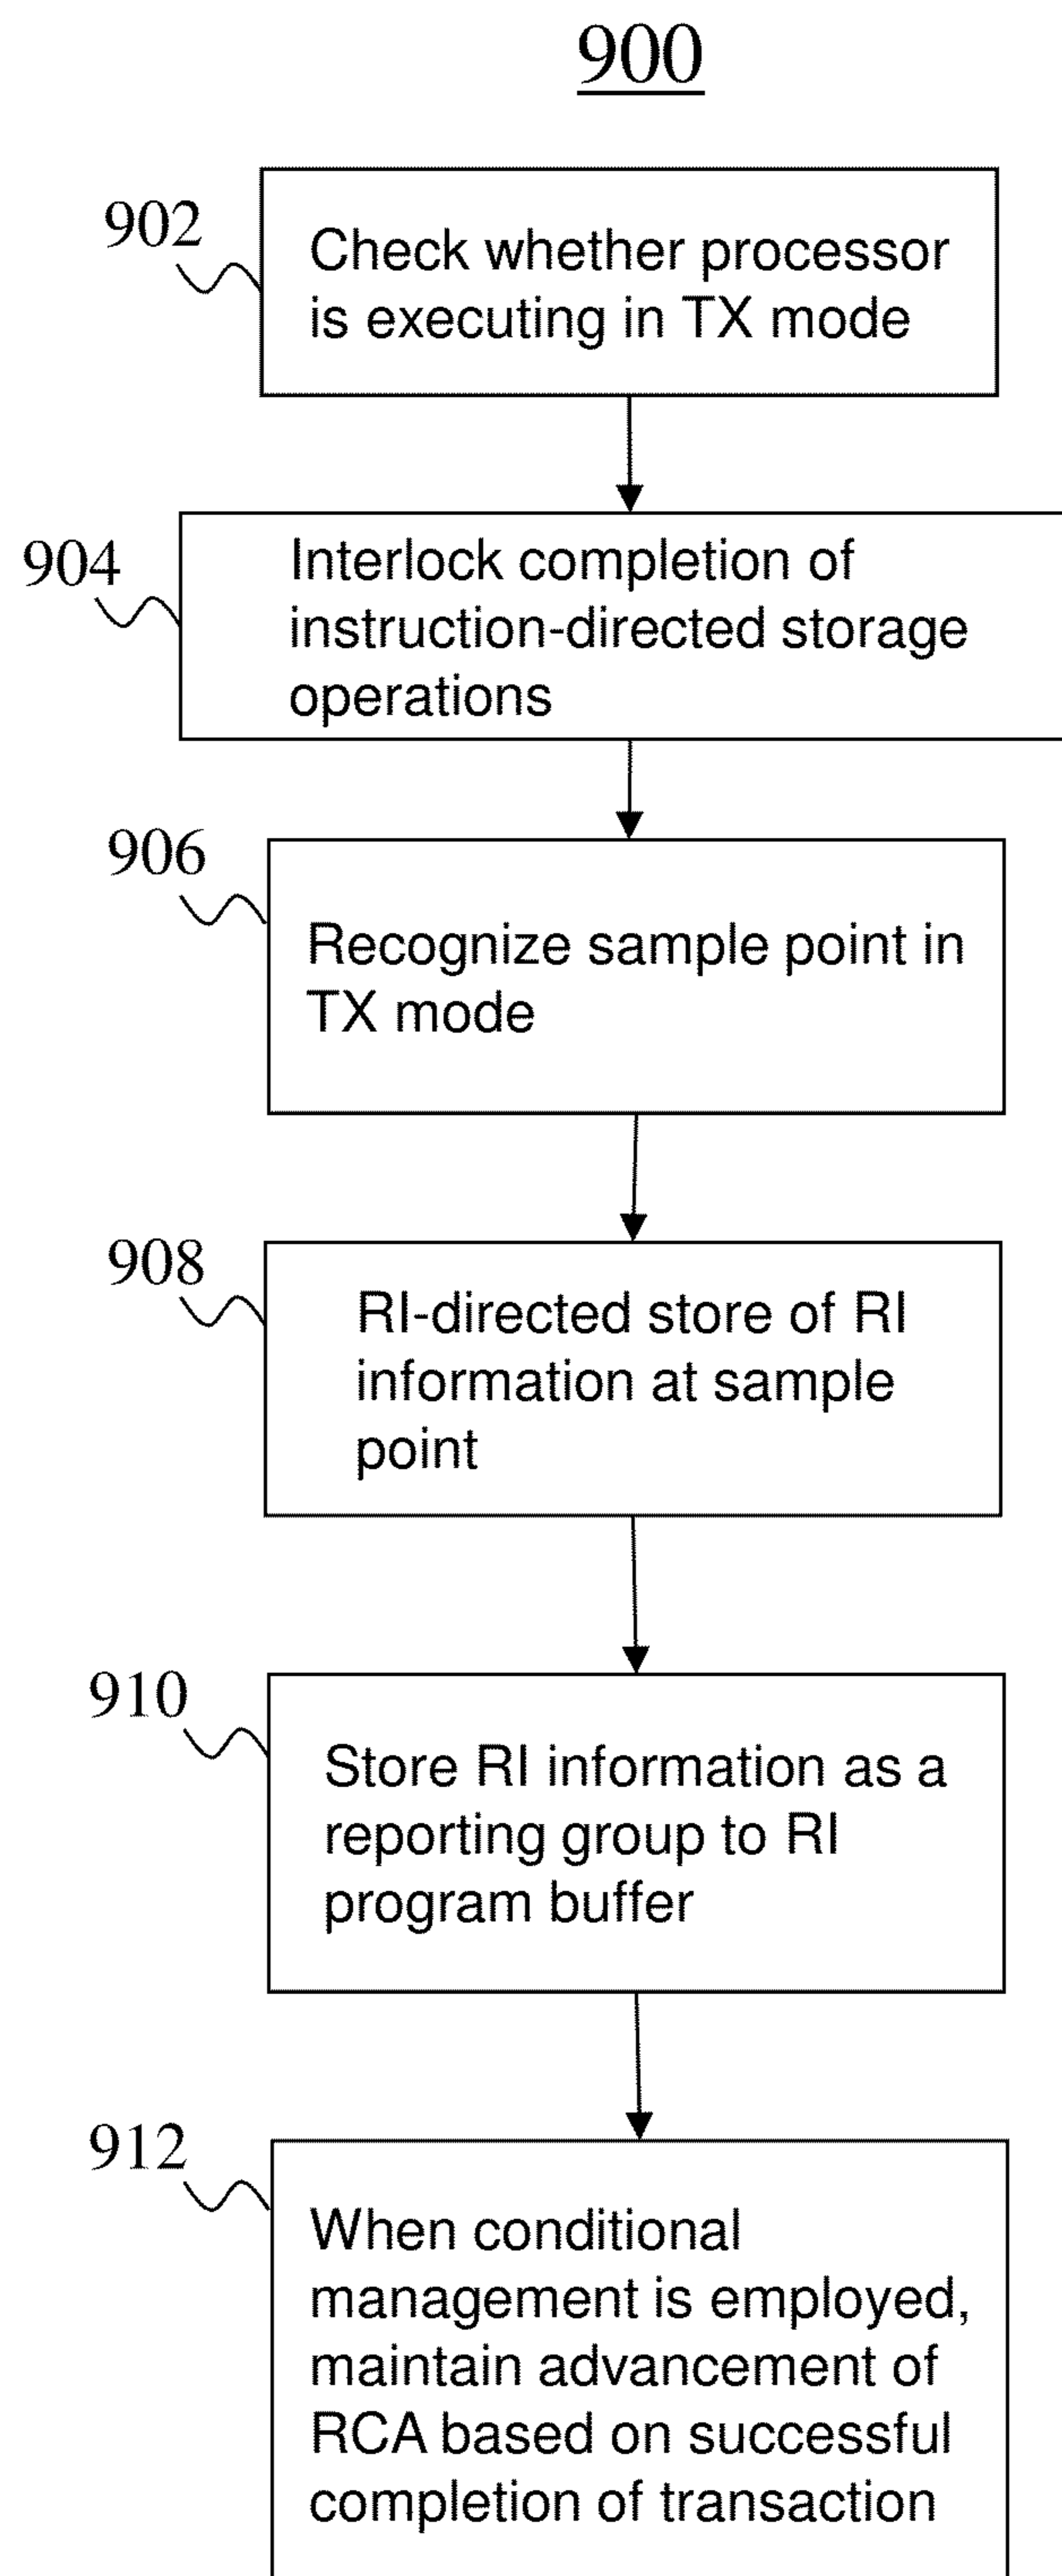 900
902
Check whether processor
is executing in TX mode
904
Interlock completion of
instruction-directed storage
operations
906
Recognize sample point in
TX mode
908
RI-directed store of RI
information at sample
point
910
Store RI information as a
reporting group to RI
program buffer
912
When conditional
management is employed,
maintain advancement of
RCA based on successful
completion of transaction